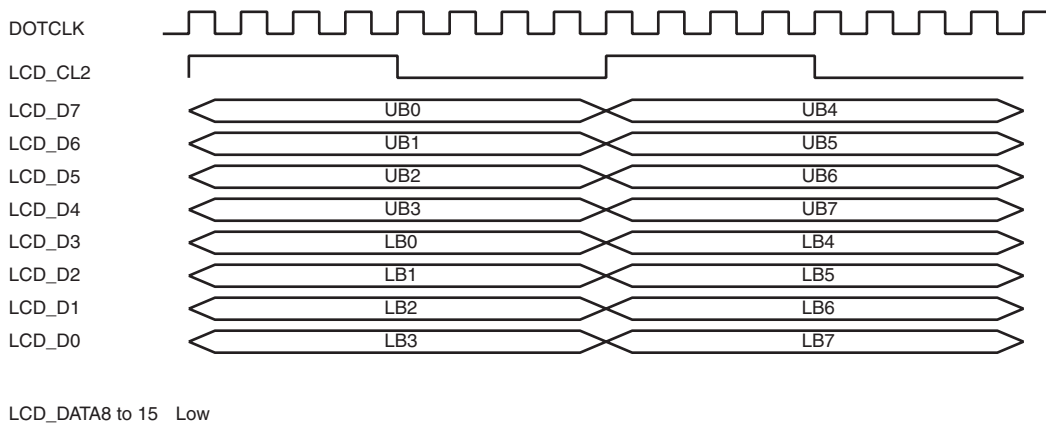 DOTCLK
LCD_CL2
LCD_D7 UB0 UB4
LCD_D6 UB1 UB5
LCD_D5 UB2 UB6
LCD_D4 UB3 UB7
LCD_D3 LB0 LB4
LCD_D2 LB1 LB5
LCD_D1 LB2 LB6
LCD_D0 LB3 LB7
LCD_DATA8 to 15 Low